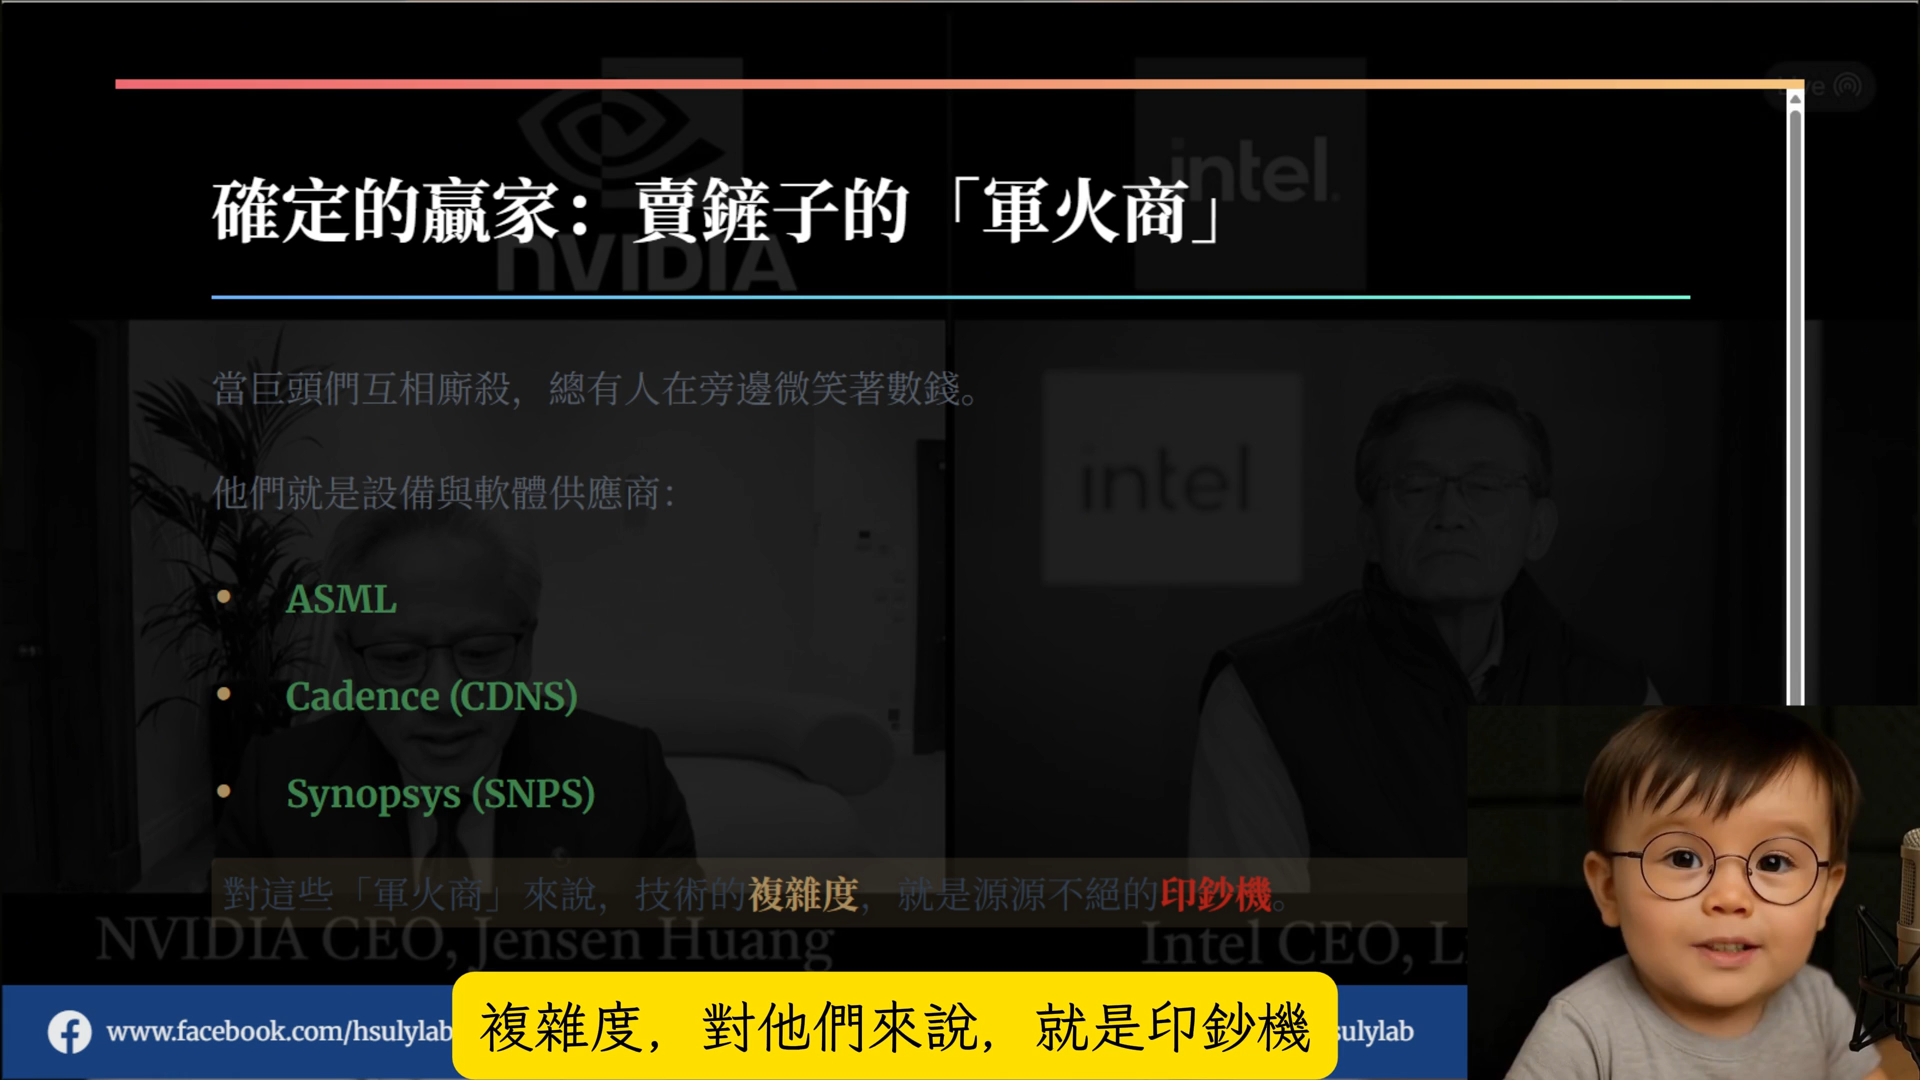 Live
NVIDIA
intel.
確定的贏家：賣鏟子的「軍火商」
當巨頭們互相廝殺，總有人在旁邊微笑著數錢。
intel
他們就是設備與軟體供應商：
• ASML
• Cadence (CDNS)
• Synopsys (SNPS)
對這些「軍火商」來說，技術的複雜度，就是源源不絕的印鈔機。
NVIDIA CEO, Jensen Huang
Intel CEO, L
www.facebook.com/hsulylab
複雜度，對他們來說，就是印鈔機
sulylab